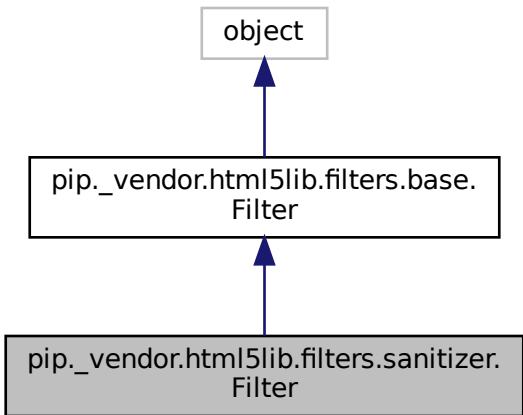 object
pip._vendor.html5lib.filters.base.
Filter
pip._vendor.html5lib.filters.sanitizer.
Filter